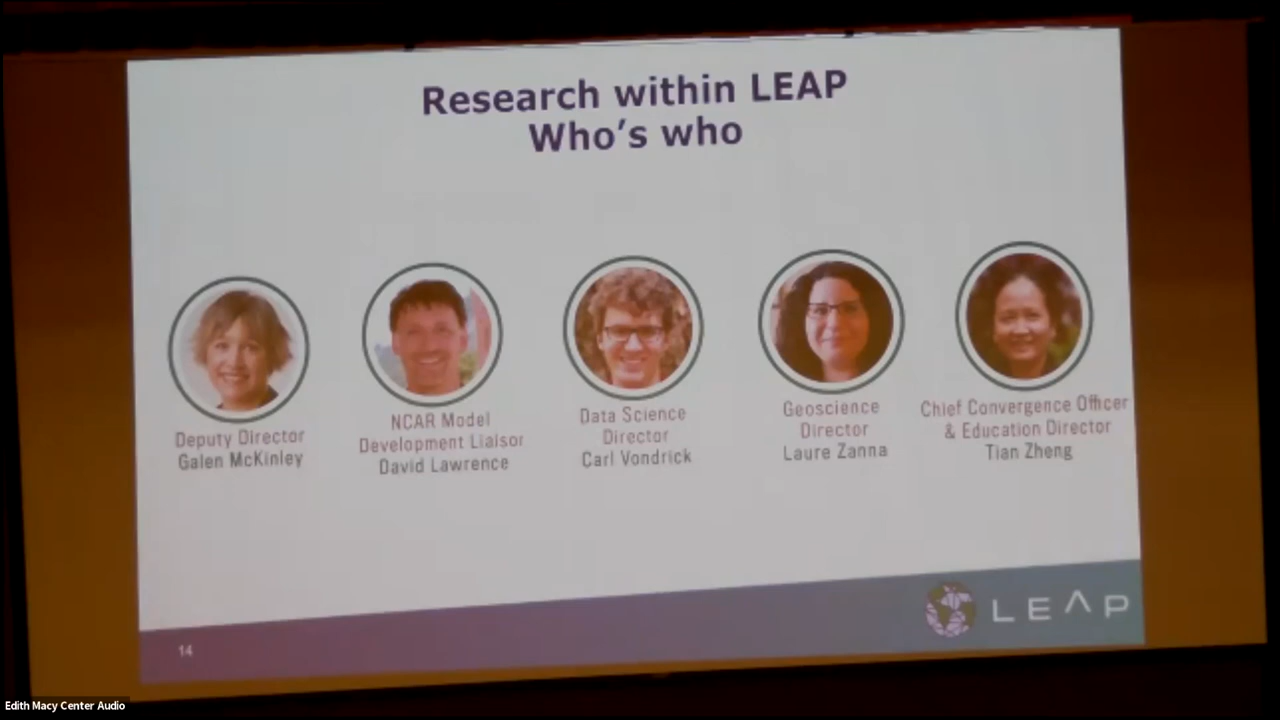 Research within LEAP
Who's who
Deputy Director
Galen McKinley
NCAR Model
Development Liaison
David Lawrence
Data Science
Director
Carl Vondrick
Geoscience
Director
Laure Zanna
Chief Convergence Officer
& Education Director
Tian Zheng
14
LEAP
Edith Macy Center Audio